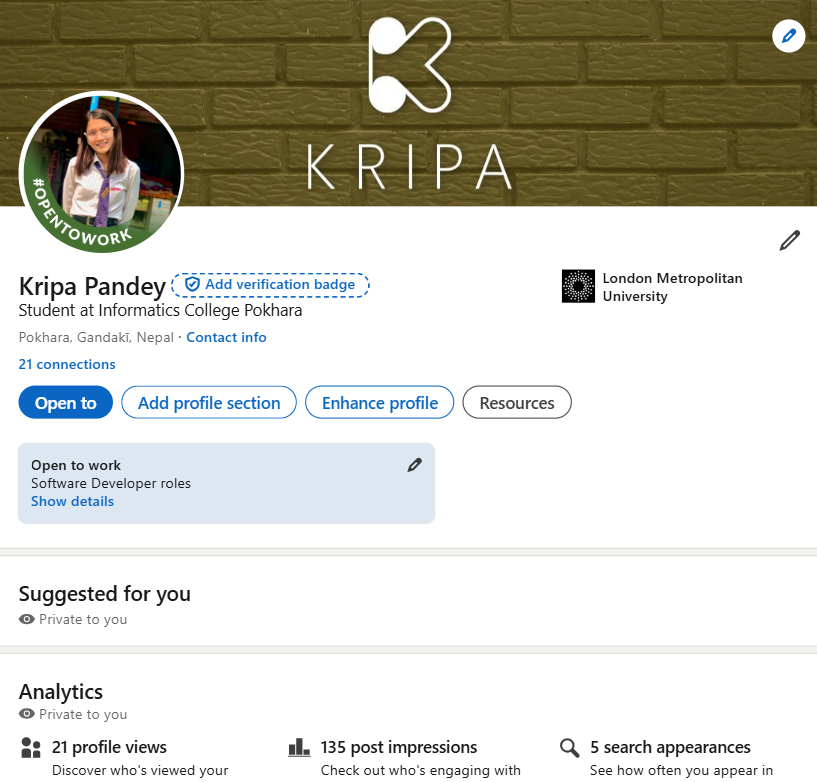 KRIPA
#OPENTOWORK
Kripa Pandey
Add verification badge
London Metropolitan
University
Student at Informatics College Pokhara
Pokhara, Gandakī, Nepal · Contact info
21 connections
Open to
Add profile section
Enhance profile
Resources
Open to work
Software Developer roles
Show details
Suggested for you
Private to you
Analytics
Private to you
21 profile views
Discover who's viewed your
135 post impressions
Check out who's engaging with
5 search appearances
See how often you appear in